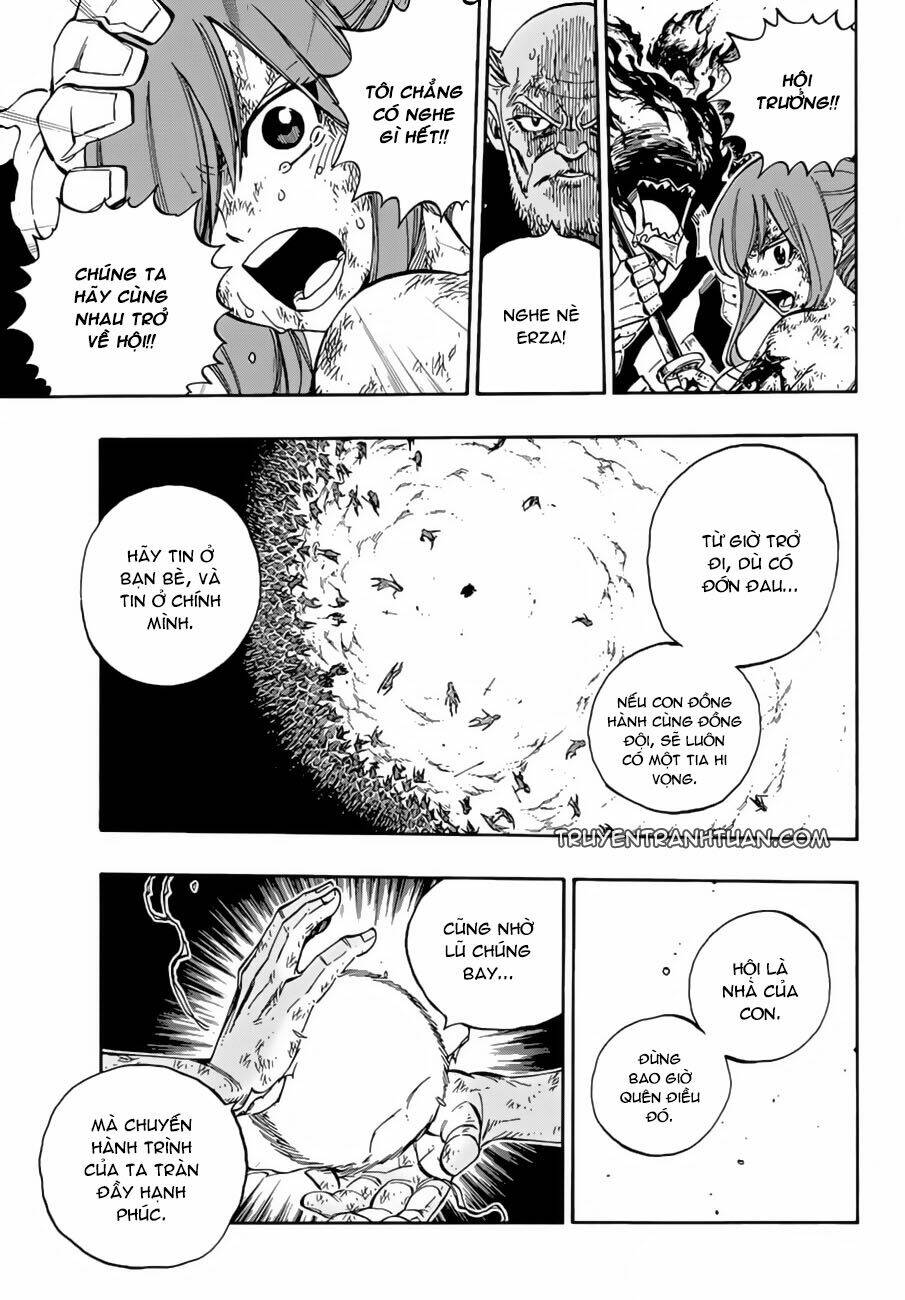 HỘI
TRƯỞNG!!
NGHE NÈ
ERZA!
TÔI CHẲNG
CÓ NGHE
GÌ HẾT!!
CHÚNG TA
HÃY CÙNG
NHAU TRỞ
VỀ HỘI!!
TỪ GIỜ TRỞ
ĐI, DÙ CÓ
ĐỚN ĐAU...
NẾU CON ĐỒNG
HÀNH CÙNG ĐỒNG
ĐỘI, SẼ LUÔN
CÓ MỘT TIA HI
VỌNG.
HÃY TIN Ở
BẠN BÈ, VÀ
TIN Ở CHÍNH
MÌNH.
TRUYENTRANHTUAN.COM
HỘI LÀ
NHÀ CỦA
CON.
ĐỪNG
BAO GIỜ
QUÊN ĐIỀU
ĐÓ.
CŨNG NHỜ
LŨ CHÚNG
BAY...
MÀ CHUYẾN
HÀNH TRÌNH
CỦA TA TRÀN
ĐẦY HẠNH
PHÚC.